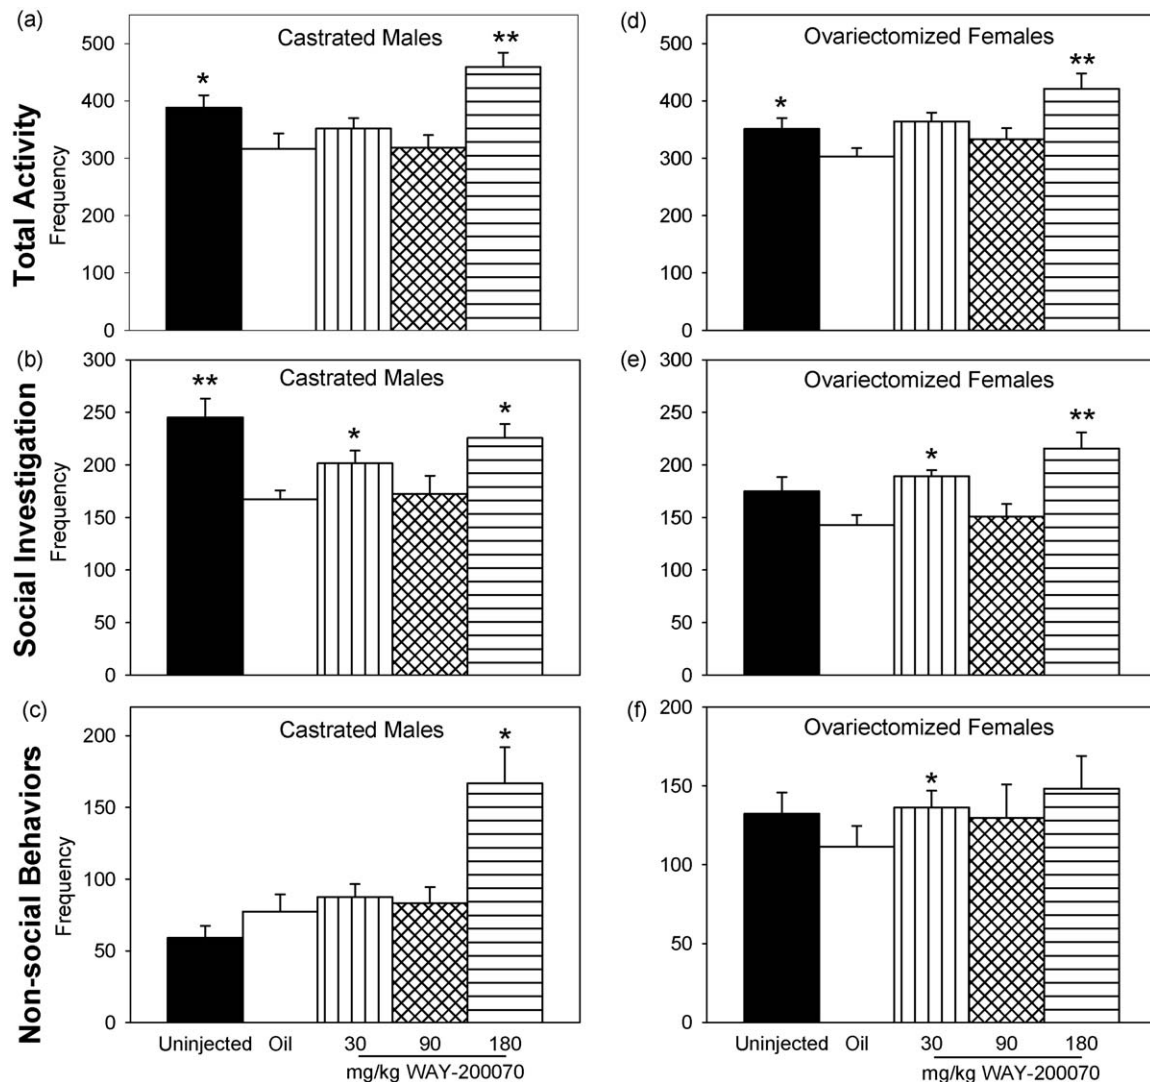 (a)
Castrated Males
Total Activity
Frequency
500
400
300
200
100
0
*
**
(d)
Ovariectomized Females
500
400
300
200
100
0
*
**
(b)
Castrated Males
Social Investigation
Frequency
300
250
200
150
100
50
0
**
*
*
(e)
Ovariectomized Females
300
250
200
150
100
50
0
*
**
(c)
Castrated Males
Non-social Behaviors
Frequency
200
150
100
50
0
*
Uninjected Oil 30 90 180
mg/kg WAY-200070
(f)
Ovariectomized Females
200
150
100
50
0
*
Uninjected Oil 30 90 180
mg/kg WAY-200070